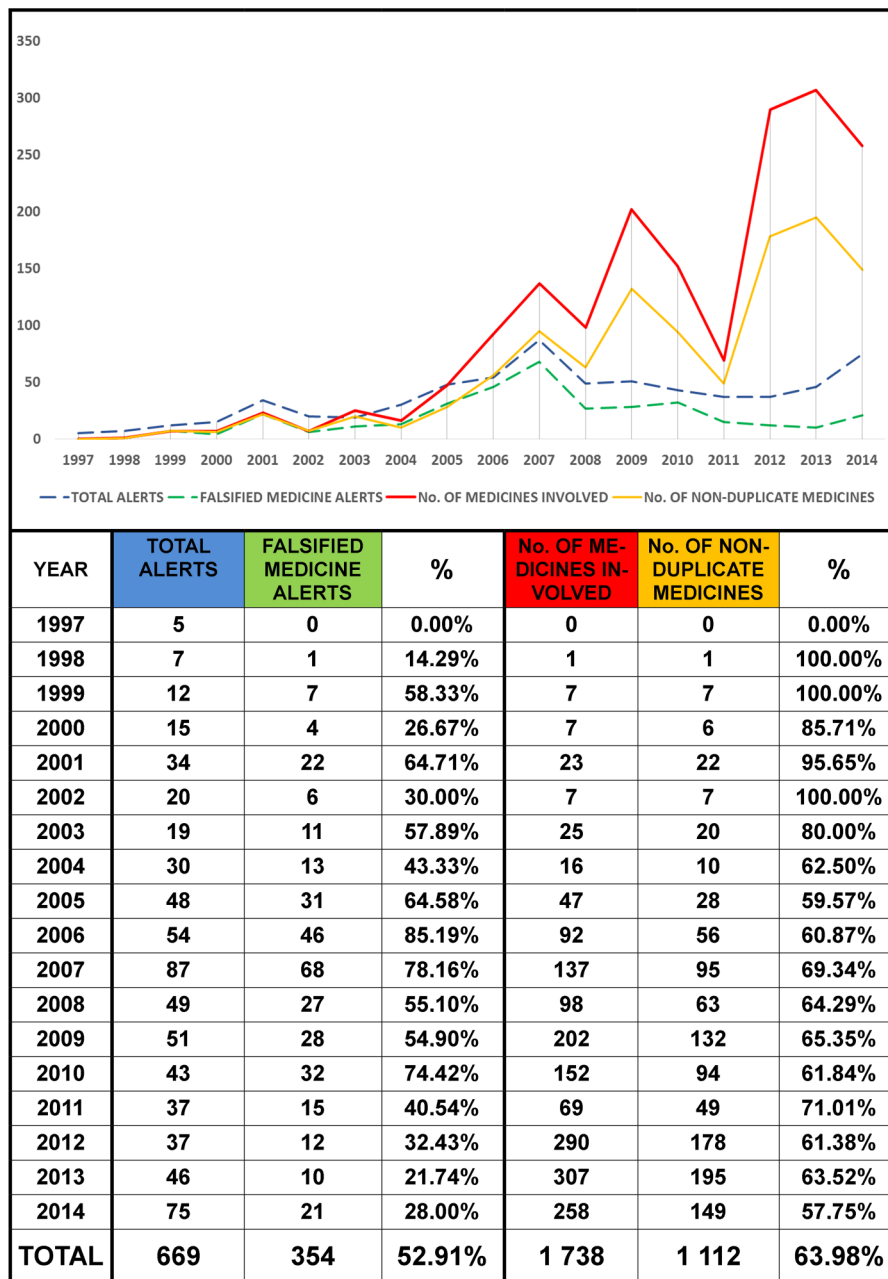 350
300
250
200
150
100
50
0
1997 1998 1999 2000 2001 2002 2003 2004 2005 2006 2007 2008 2009 2010 2011 2012 2013 2014
TOTAL ALERTS FALSIFIED MEDICINE ALERTS No. OF MEDICINES INVOLVED No. OF NON-DUPLICATE MEDICINES
YEAR TOTAL ALERTS FALSIFIED MEDICINE ALERTS % No. OF ME-DICINES IN-VOLVED No. OF NON-DUPLICATE MEDICINES %
1997 5 0 0.00% 0 0 0.00%
1998 7 1 14.29% 1 1 100.00%
1999 12 7 58.33% 7 7 100.00%
2000 15 4 26.67% 7 6 85.71%
2001 34 22 64.71% 23 22 95.65%
2002 20 6 30.00% 7 7 100.00%
2003 19 11 57.89% 25 20 80.00%
2004 30 13 43.33% 16 10 62.50%
2005 48 31 64.58% 47 28 59.57%
2006 54 46 85.19% 92 56 60.87%
2007 87 68 78.16% 137 95 69.34%
2008 49 27 55.10% 98 63 64.29%
2009 51 28 54.90% 202 132 65.35%
2010 43 32 74.42% 152 94 61.84%
2011 37 15 40.54% 69 49 71.01%
2012 37 12 32.43% 290 178 61.38%
2013 46 10 21.74% 307 195 63.52%
2014 75 21 28.00% 258 149 57.75%
TOTAL 669 354 52.91% 1 738 1 112 63.98%